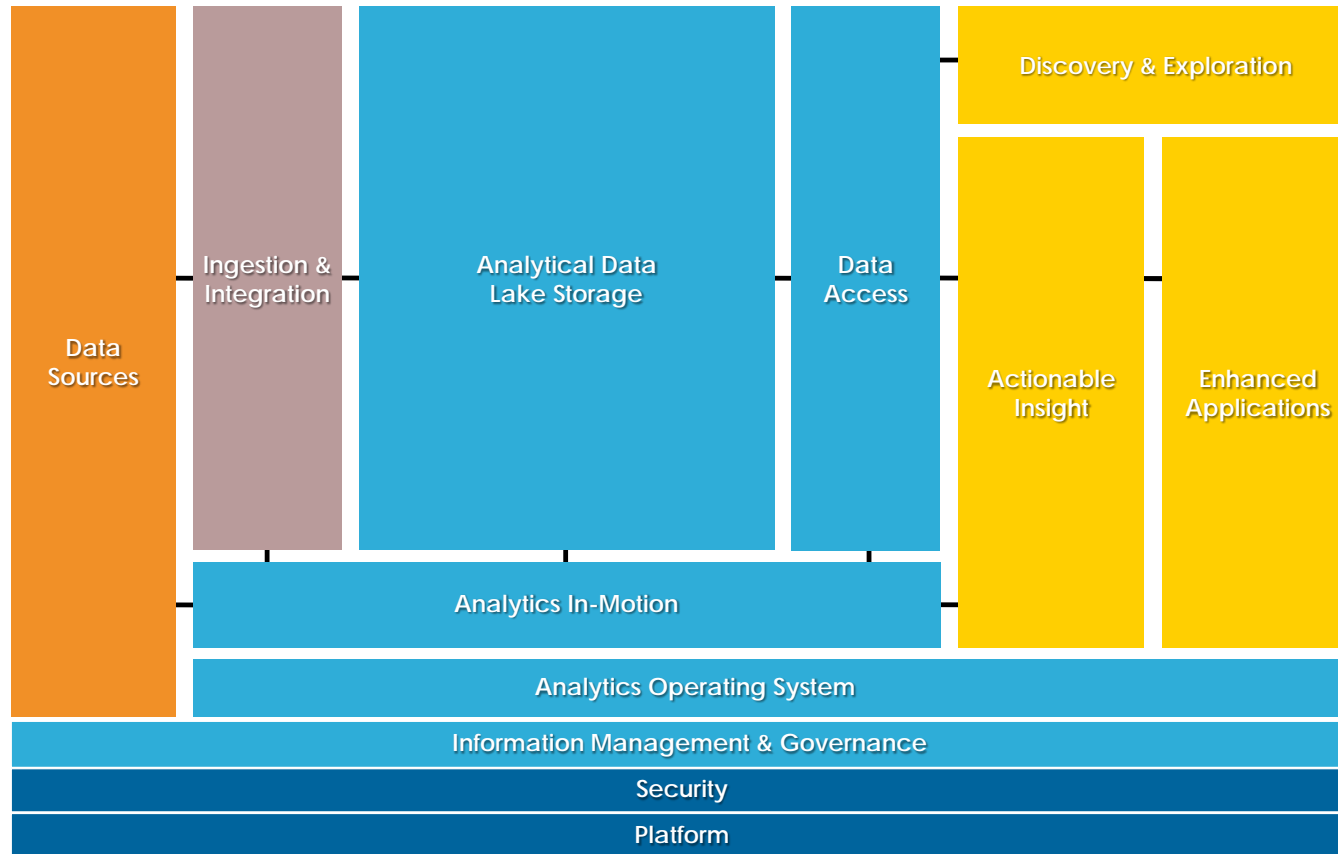 Discovery & Exploration
Ingestion &
Integration
Analytical Data
Lake Storage
Data
Access
Data
Sources
Actionable
Insight
Enhanced
Applications
Analytics In-Motion
Analytics Operating System
Information Management & Governance
Security
Platform